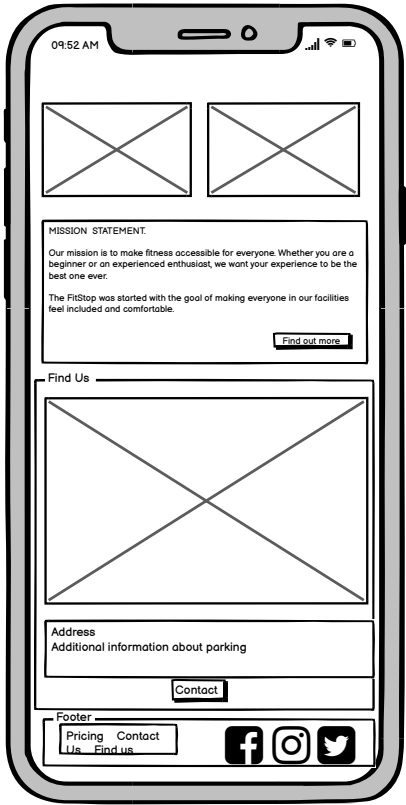 09:52 AM
MISSION STATEMENT.
Our mission is to make fitness accessible for everyone. Whether you are a
beginner or an experienced enthusiast, we want your experience to be the
best one ever.
The FitStop was started with the goal of making everyone in our facilities
feel included and comfortable.
Find out more
Find Us
Address
Additional information about parking
Contact
Footer
Pricing Contact
Us Find us